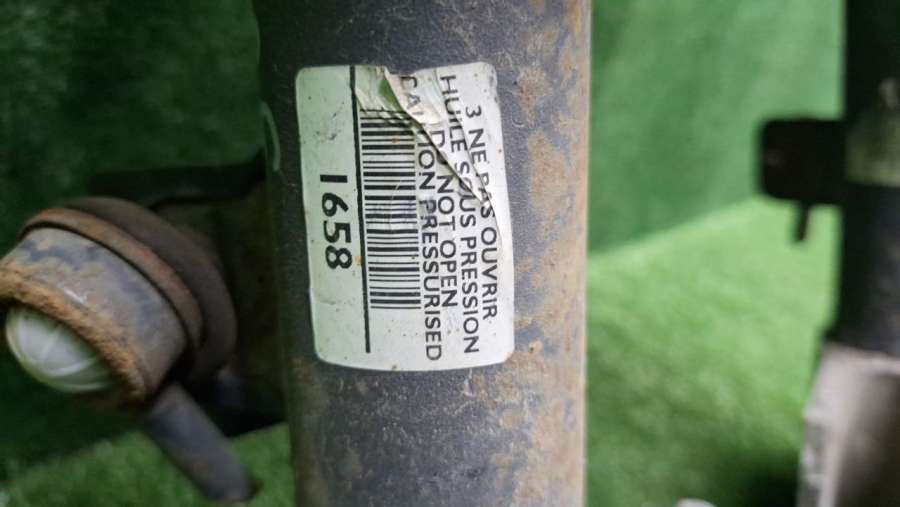 3 NE PAS OUVRIR
HUILE SOUS PRESSION
DO NOT OPEN
PRESSURISED
1658